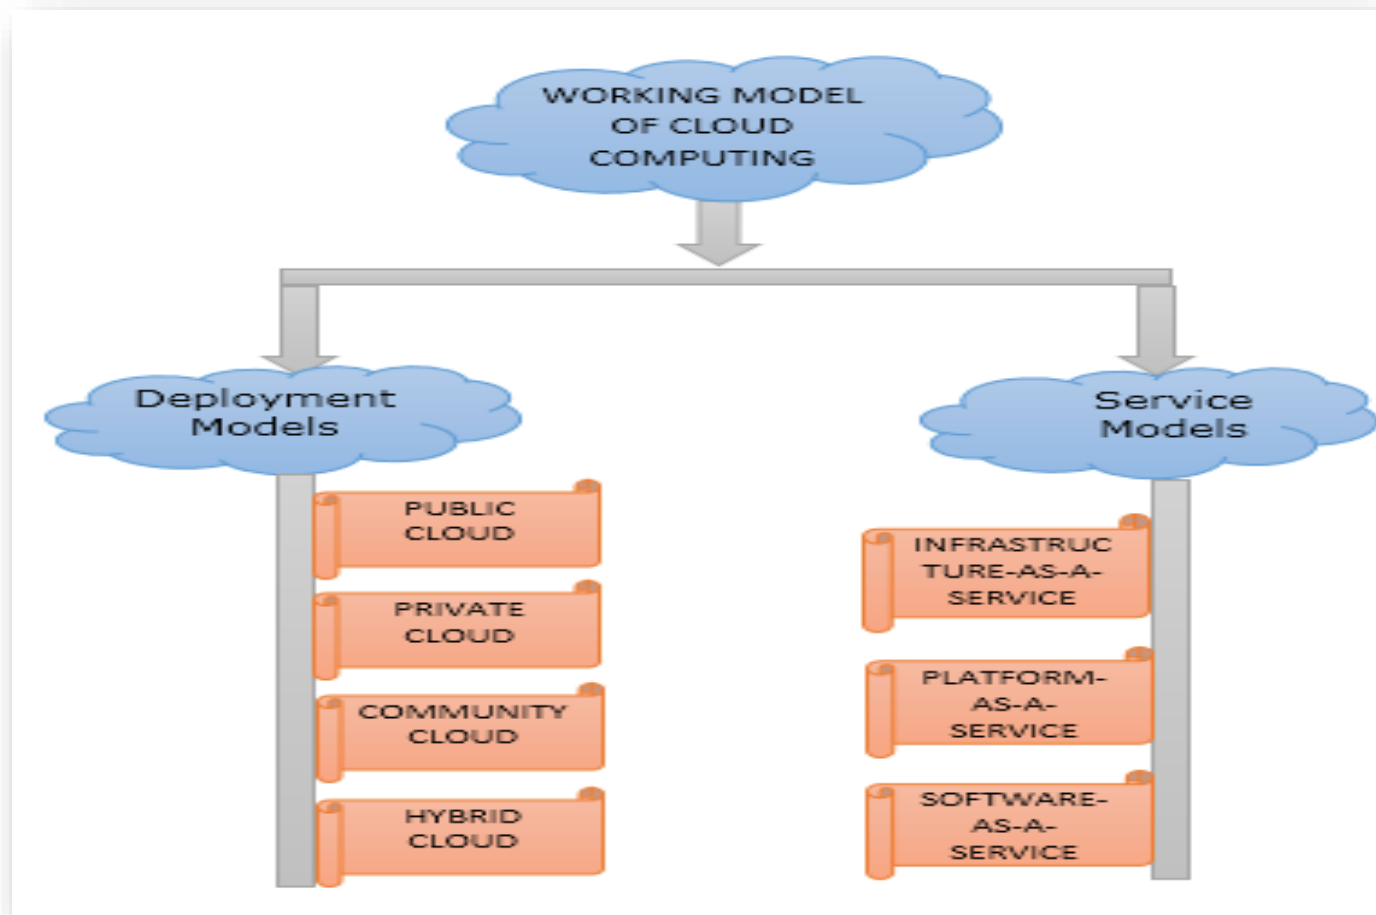 WORKING MODEL
OF CLOUD
COMPUTING
Deployment
Models
PUBLIC
CLOUD
PRIVATE
CLOUD
COMMUNITY
CLOUD
HYBRID
CLOUD
Service
Models
INFRASTRUC
TURE-AS-A-
SERVICE
PLATFORM-
AS-A-
SERVICE
SOFTWARE-
AS-A-
SERVICE